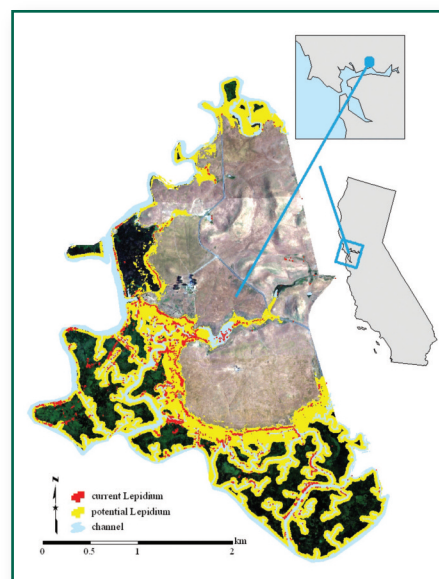 N
current Lepidium
potential Lepidium
channel
km
0 0.5 1 2